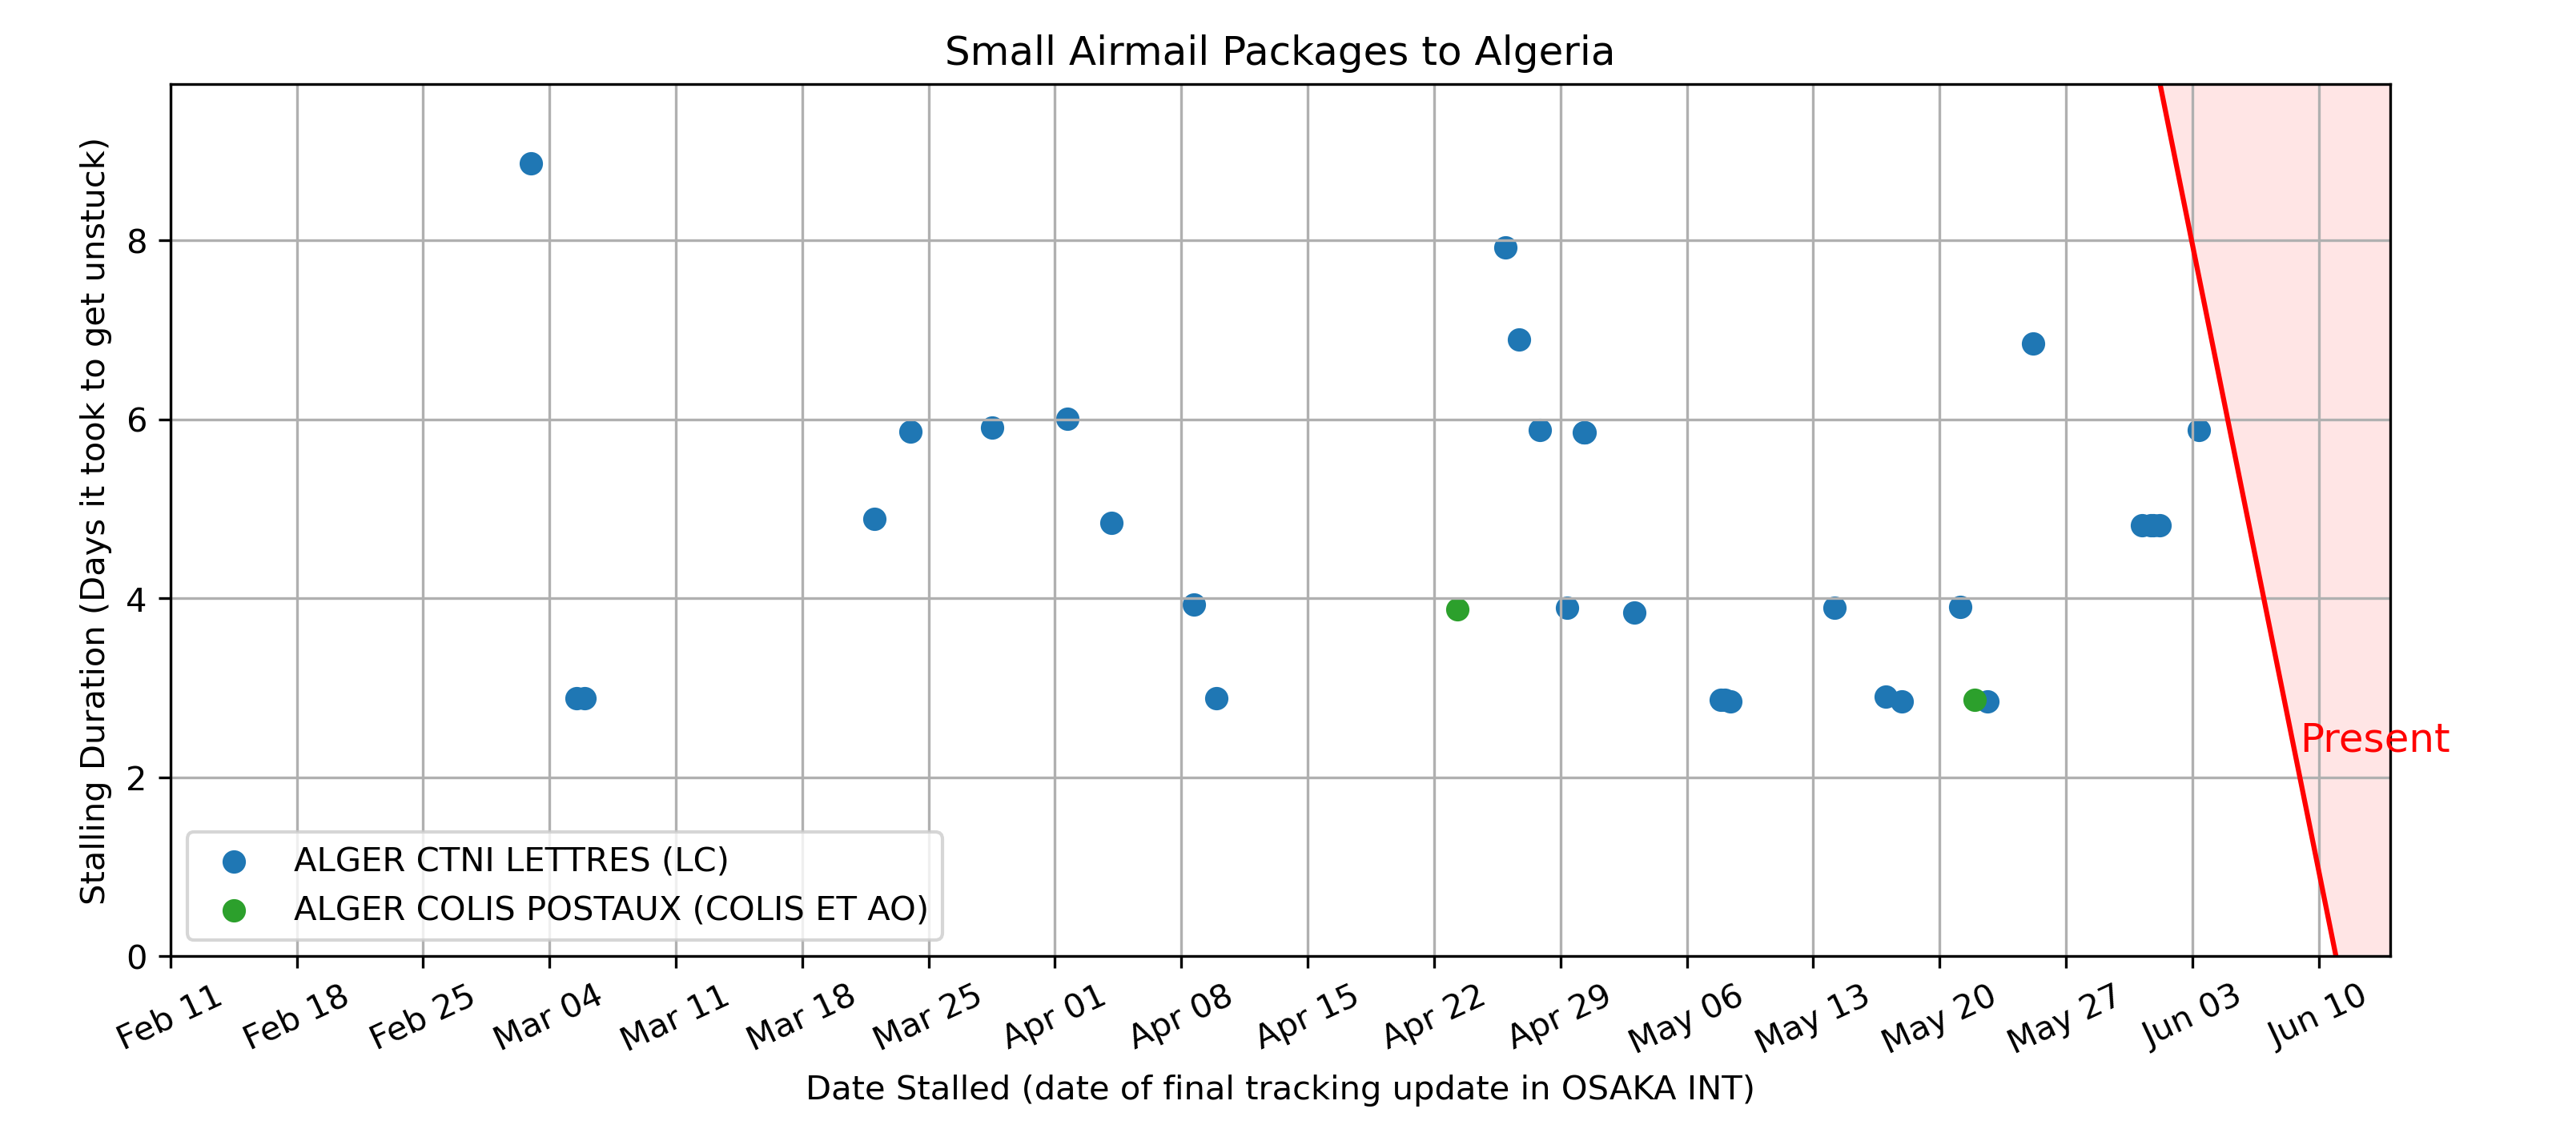 Small Airmail Packages to Algeria
Stalling Duration (Days it took to get unstuck)
8
6
4
2
0
Present
ALGER CTNI LETTRES (LC)
ALGER COLIS POSTAUX (COLIS ET AO)
Feb 11
Feb 18
Feb 25
Mar 04
Mar 11
Mar 18
Mar 25
Apr 01
Apr 08
Apr 15
Apr 22
Apr 29
May 06
May 13
May 20
May 27
Jun 03
Jun 10
Date Stalled (date of final tracking update in OSAKA INT)